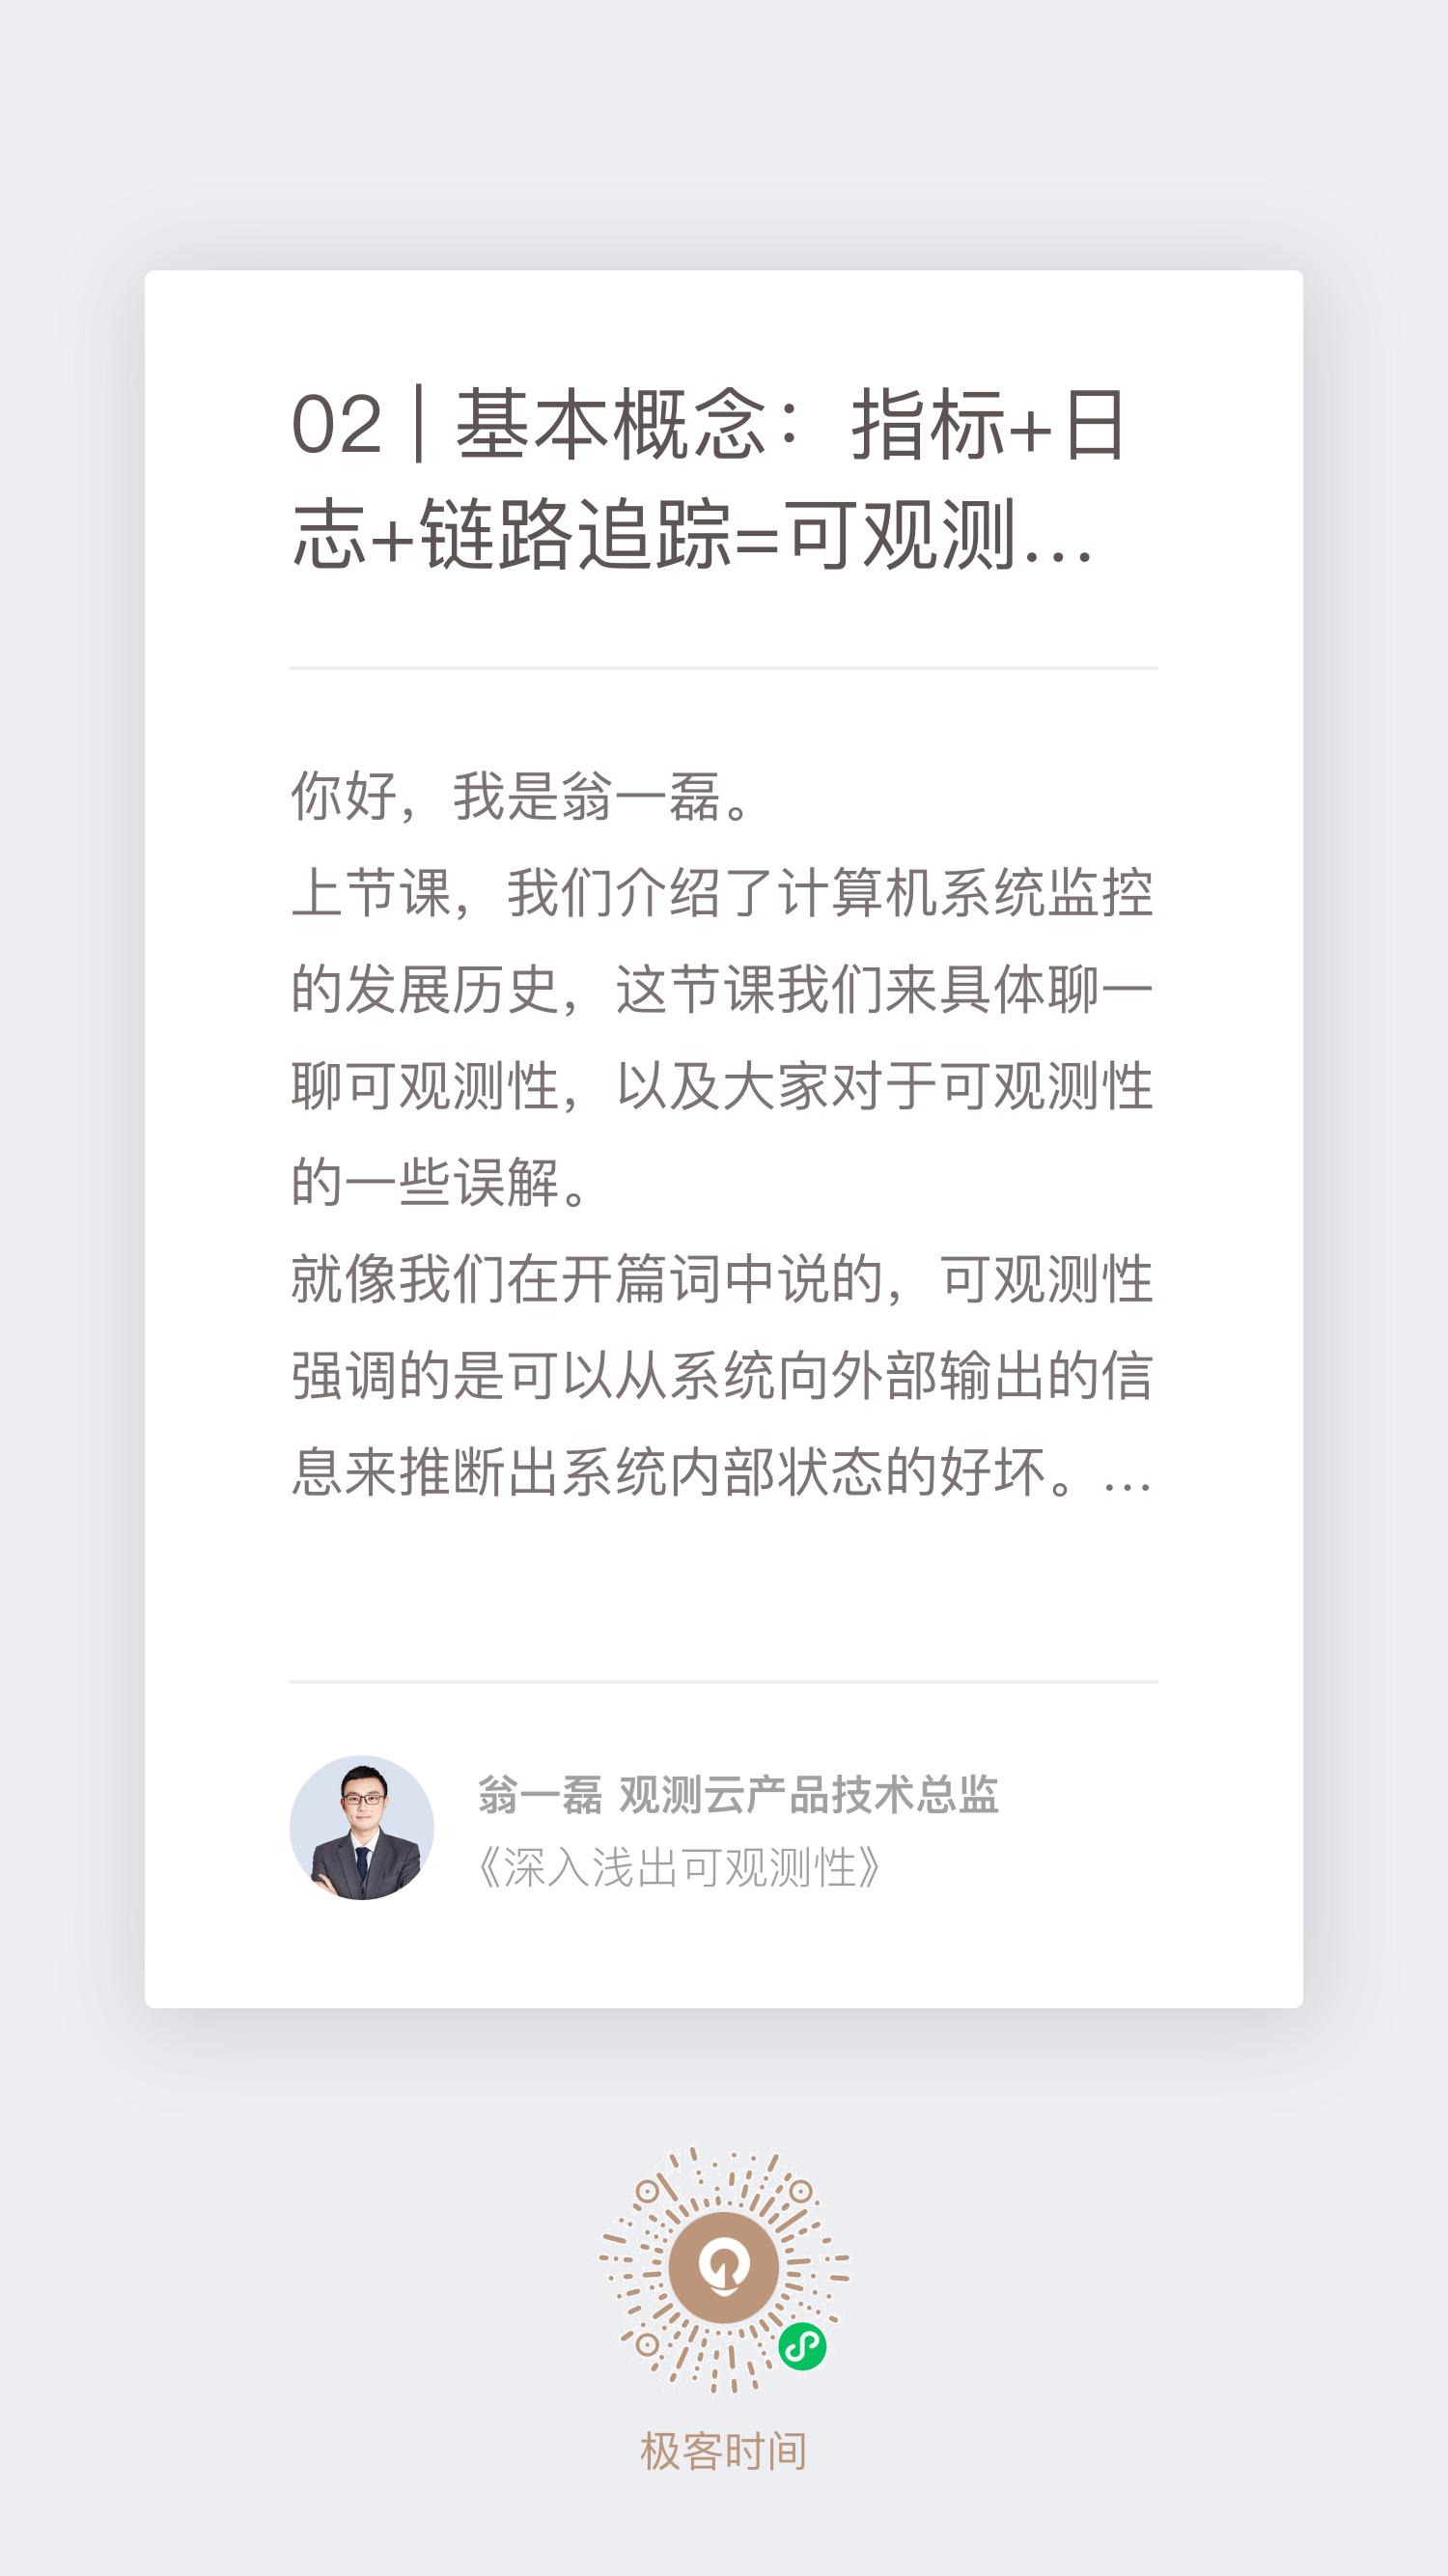 02 | 基本概念：指标+日
志+链路追踪=可观测…
你好，我是翁一磊。
上节课，我们介绍了计算机系统监控
的发展历史，这节课我们来具体聊一
聊可观测性，以及大家对于可观测性
的一些误解。
就像我们在开篇词中说的，可观测性
强调的是可以从系统向外部输出的信
息来推断出系统内部状态的好坏。…
翁一磊 观测云产品技术总监
《深入浅出可观测性》
极客时间